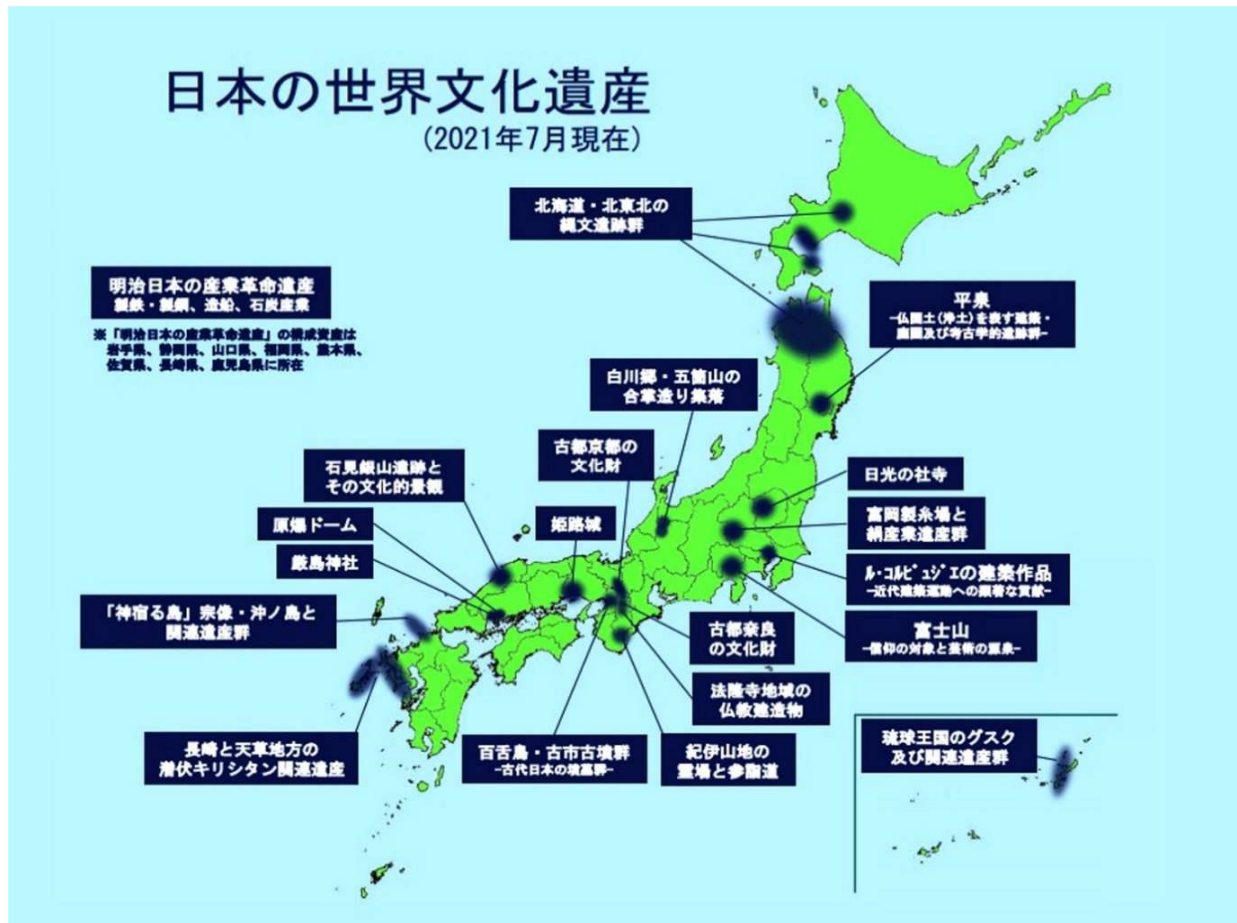 日本の世界文化遺産
(2021年7月現在)
北海道・北東北の
縄文遺跡群
明治日本の産業革命遺産
製鉄・製鋼、造船、石炭産業
※「明治日本の産業革命遺産」の構成資産は
岩手県、静岡県、山口県、福岡県、熊本県、
佐賀県、長崎県、鹿児島県に所在
平泉
-仏国土(浄土)を表す建築・
庭園及び考古学的遺跡群-
白川郷・五箇山の
合掌造り集落
古都京都の
文化財
石見銀山遺跡と
その文化的景観
日光の社寺
原爆ドーム
姫路城
富岡製糸場と
絹産業遺産群
厳島神社
ル・コルビュジエの建築作品
-近代建築運動への顕著な貢献-
「神宿る島」宗像・沖ノ島と
関連遺産群
古都奈良
の文化財
富士山
-信仰の対象と芸術の源泉-
法隆寺地域の
仏教建造物
長崎と天草地方の
潜伏キリシタン関連遺産
百舌鳥・古市古墳群
-古代日本の墳墓群-
紀伊山地の
霊場と参詣道
琉球王国のグスク
及び関連遺産群